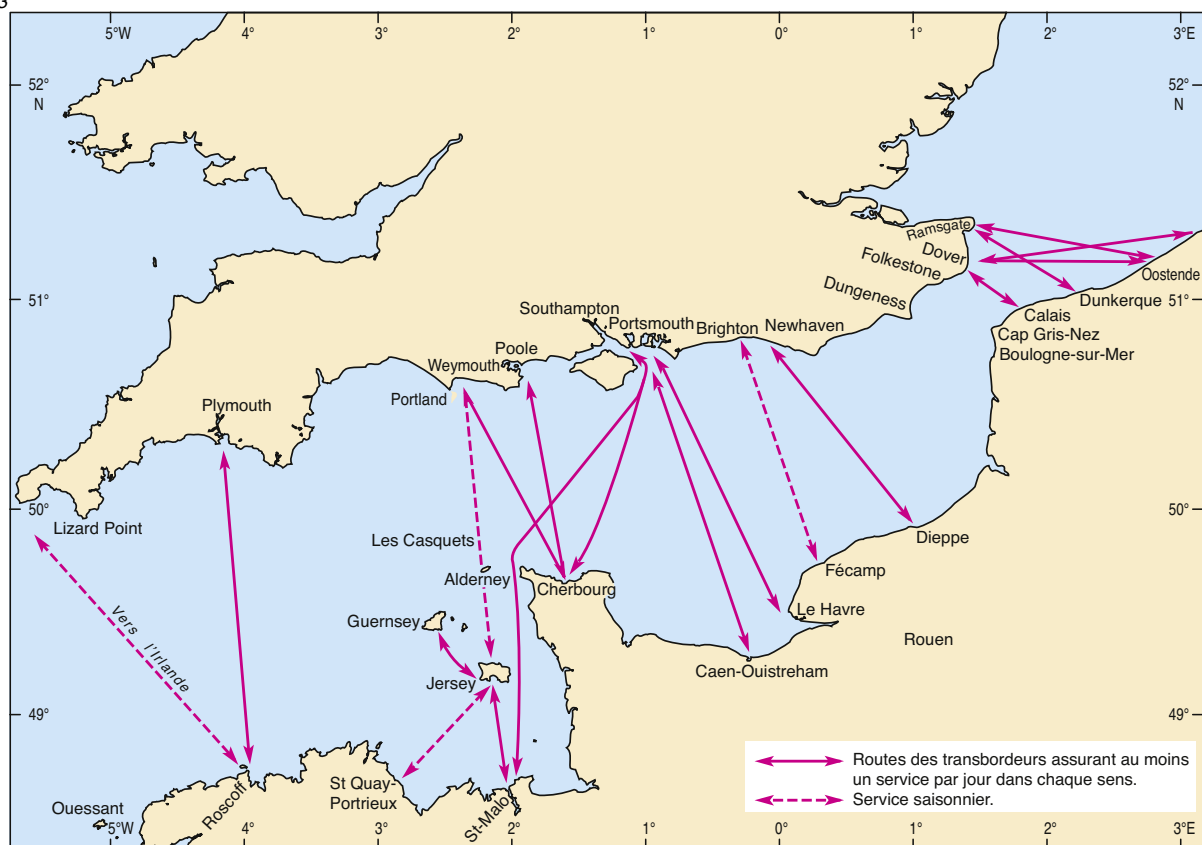 5°W 4° 3° 2° 1° 0° 1° 2° 3°E
52°
N
52°
N
Ramsgate
Dover
Folkestone
Oostende
51°
51°
Dungeness
Dunkerque
Southampton
Portsmouth
Brighton
Newhaven
Calais
Cap Gris-Nez
Boulogne-sur-Mer
Poole
Weymouth
Portland
Plymouth
50°
50°
Lizard Point
Les Casquets
Dieppe
Alderney
Cherbourg
Fécamp
Guernsey
Le Havre
Rouen
Vers l'Irlande
Jersey
Caen-Ouistreham
49°
49°
Routes des transbordeurs assurant au moins
un service par jour dans chaque sens.
Service saisonnier.
St Quay-
Portrieux
Roscoff
St-Malo
Ouessant
5°W 4° 3° 2° 1° 0° 1° 2° 3°E